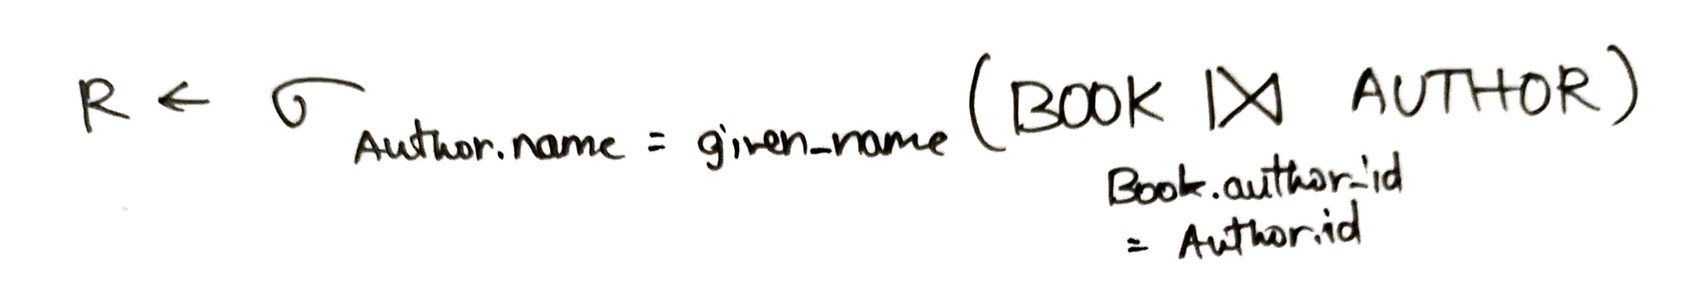 R ← σ Author.name = given_name (BOOK ⋈ AUTHOR)
Book.author_id
= Author.id